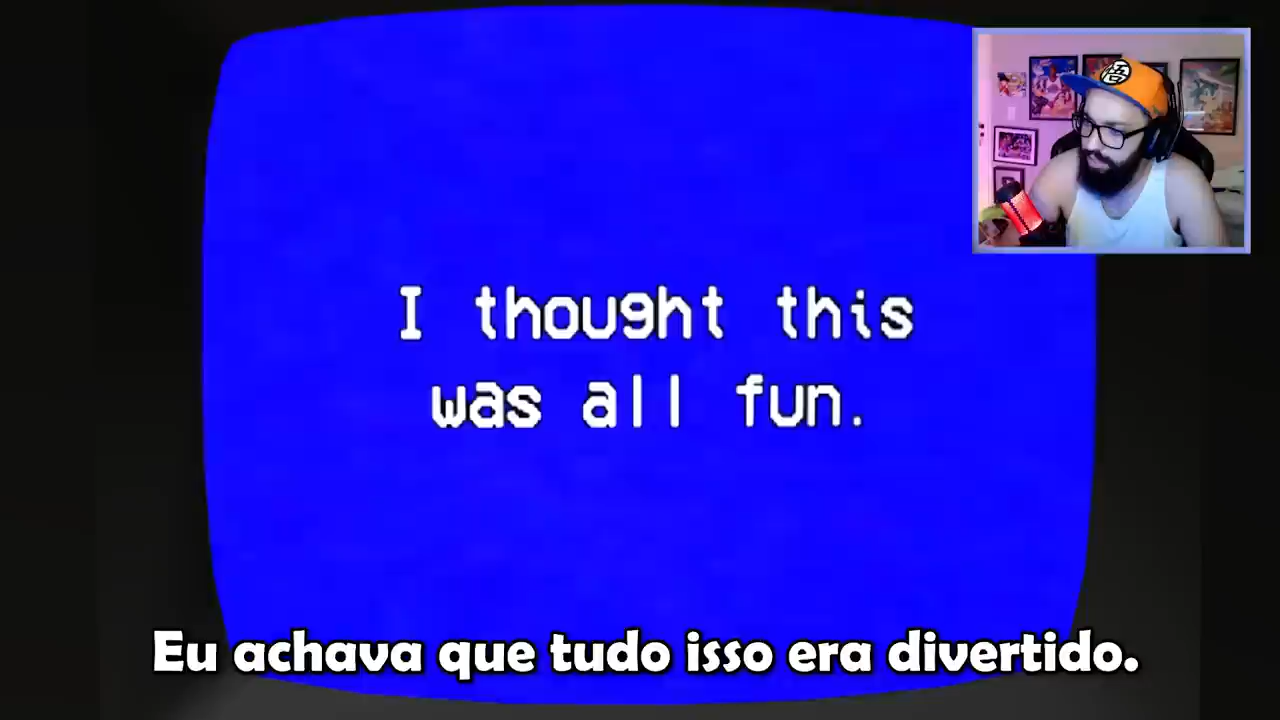 I thought this
was all fun.
Eu achava que tudo isso era divertido.